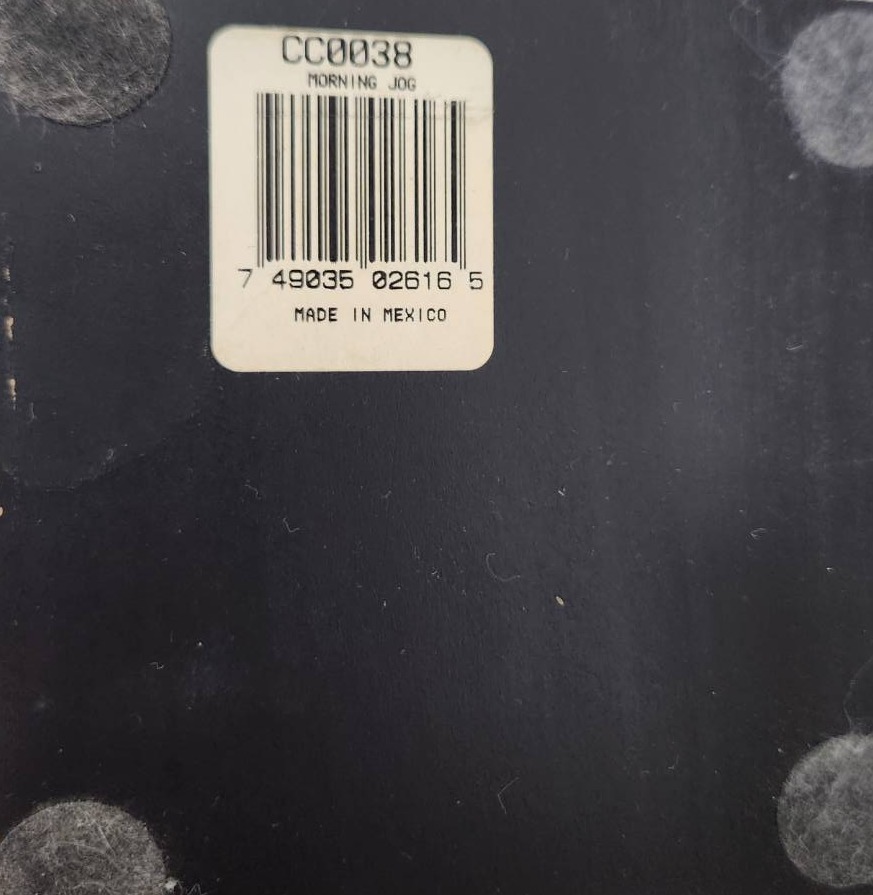 CC0038
MORNING JOG
7 49035 02616 5
MADE IN MEXICO